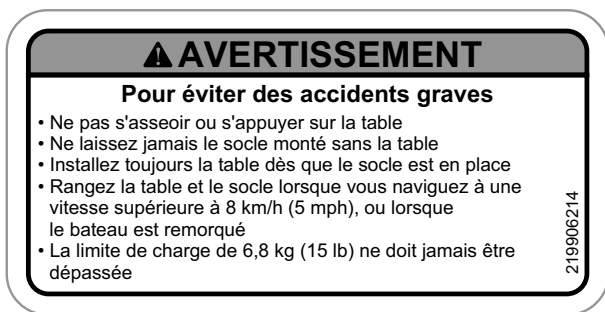 AVERTISSEMENT
Pour éviter des accidents graves
• Ne pas s'asseoir ou s'appuyer sur la table
• Ne laissez jamais le socle monté sans la table
• Installez toujours la table dès que le socle est en place
• Rangez la table et le socle lorsque vous naviguez à une
vitesse supérieure à 8 km/h (5 mph), ou lorsque
le bateau est remorqué
• La limite de charge de 6,8 kg (15 lb) ne doit jamais être
dépassée
219906214